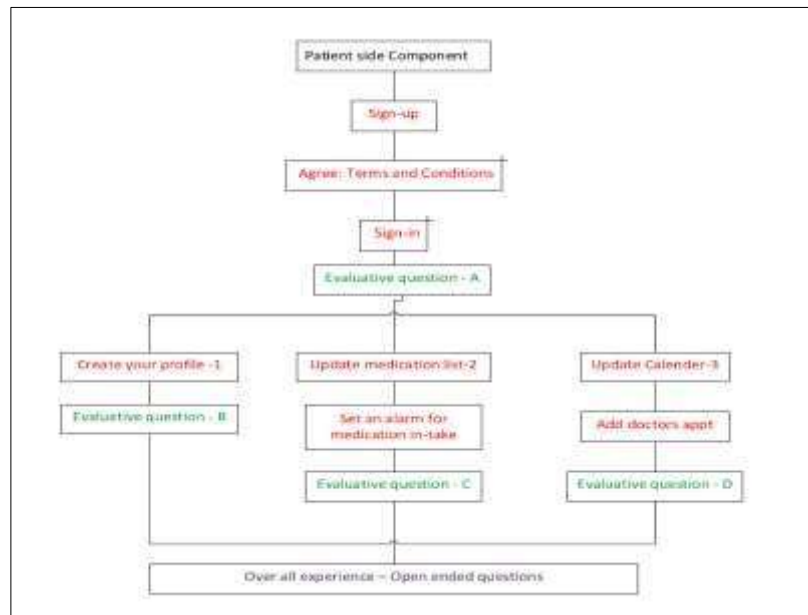 Patient side Component
Sign-up
Agree: Terms and Conditions
Sign-in
Evaluative question - A
Create your profile -1
Update medication list-2
Update Calender-3
Evaluative question - B
Set an alarm for
medication in-take
Add doctors appt
Evaluative question - C
Evaluative question - D
Over all experience – Open ended questions